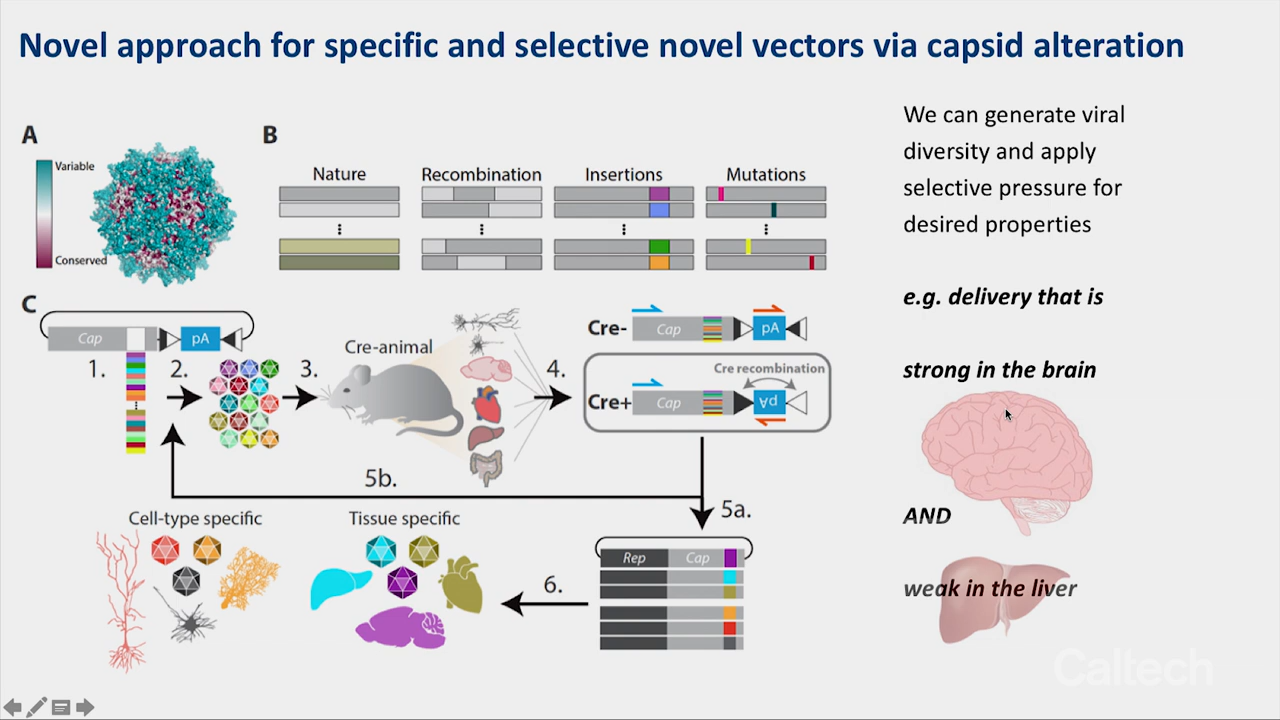 Novel approach for specific and selective novel vectors via capsid alteration
A
Variable
Conserved
B
Nature
Recombination
Insertions
Mutations
C
Cap
pA
1.
2.
3.
Cre-animal
4.
Cre-
Cap
pA
Cre recombination
Cre+
Cap
pA
5b.
5a.
Cell-type specific
Tissue specific
Rep
Cap
6.
We can generate viral
diversity and apply
selective pressure for
desired properties
e.g. delivery that is
strong in the brain
AND
weak in the liver
Caltech